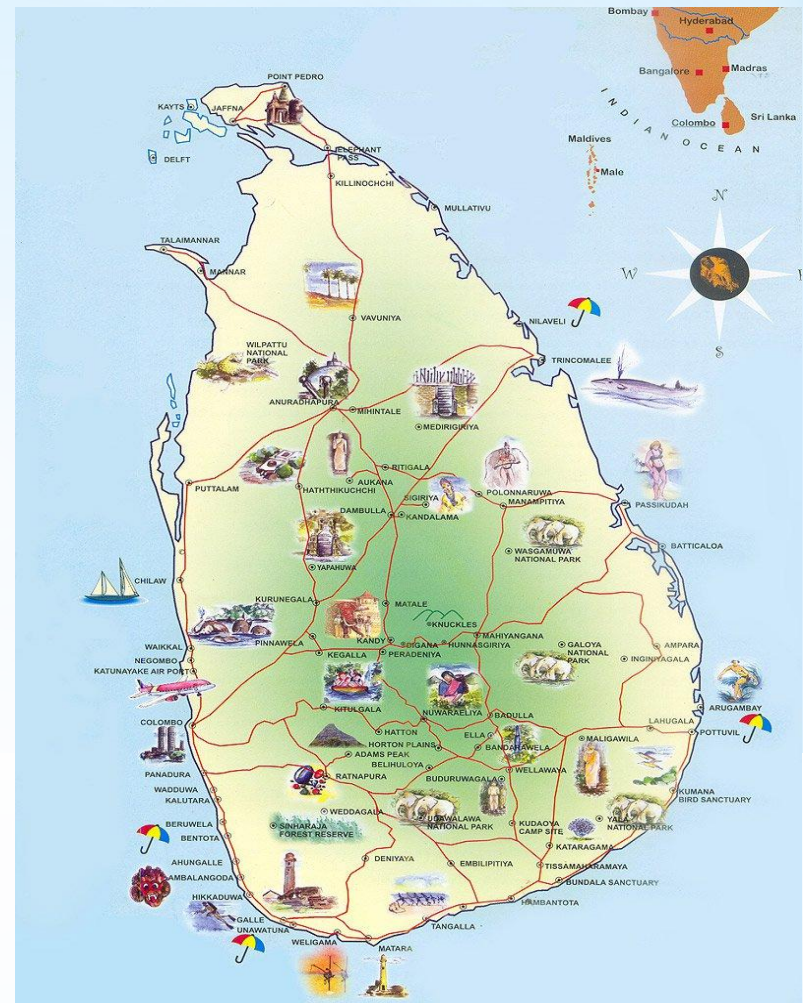 Bombay
Hyderabad
Bangalore
Madras
Colombo
Sri Lanka
INDIAN OCEAN
Maldives
Male
N
W
S
POINT PEDRO
KAYTS
JAFFNA
DELFT
ELEPHANT
PASS
KILLINOCHCHI
MULLATIVU
TALAIMANNAR
MANNAR
VAVUNIYA
NILAVELI
WILPATTU
NATIONAL
PARK
TRINCOMALEE
ANURADHAPURA
MIHINTALE
MEDIRIGIRIYA
RITIGALA
AUKANA
PUTTALAM
HATHTHIKUCHCHI
SIGIRIYA
POLONNARUWA
MANAMPITIYA
PASSIKUDAH
DAMBULLA
KANDALAMA
BATTICALOA
WASGAMUWA
NATIONAL PARK
YAPAHUWA
CHILAW
KURUNEGALA
MATALE
KNUCKLES
MAHIYANGANA
PINNAWELA
KANDY
HUNNASGIRIYA
WAIKKAL
NEGOMBO
KATUNAYAKE AIR PORT
KEGALLA
PERADENIYA
GALOYA
NATIONAL
PARK
AMPARA
INGINIYAGALA
KITULGALA
NUWARAELIYA
BADULLA
ARUGAMBAY
LAHUGALA
POTTUVIL
COLOMBO
HATTON
ELLA
MALIGAWILA
HORTON PLAINS
BANDARAWELA
ADAMS PEAK
BELIHULOYA
WELLAWAYA
PANADURA
RATNAPURA
BUDURUWAGALA
WADDUWA
KALUTARA
KUMANA
BIRD SANCTUARY
WEDDAGALA
UDAWALAWA
NATIONAL PARK
KUDAOYA
CAMP SITE
YALA
NATIONAL PARK
BERUWELA
SINHARAJA
FOREST RESERVE
BENTOTA
KATARAGAMA
AHUNGALLE
DENIYAYA
EMBILIPITIYA
TISSAMAHARAMAYA
AMBALANGODA
BUNDALA SANCTUARY
HIKKADUWA
HAMBANTOTA
GALLE
UNAWATUNA
TANGALLA
WELIGAMA
MATARA